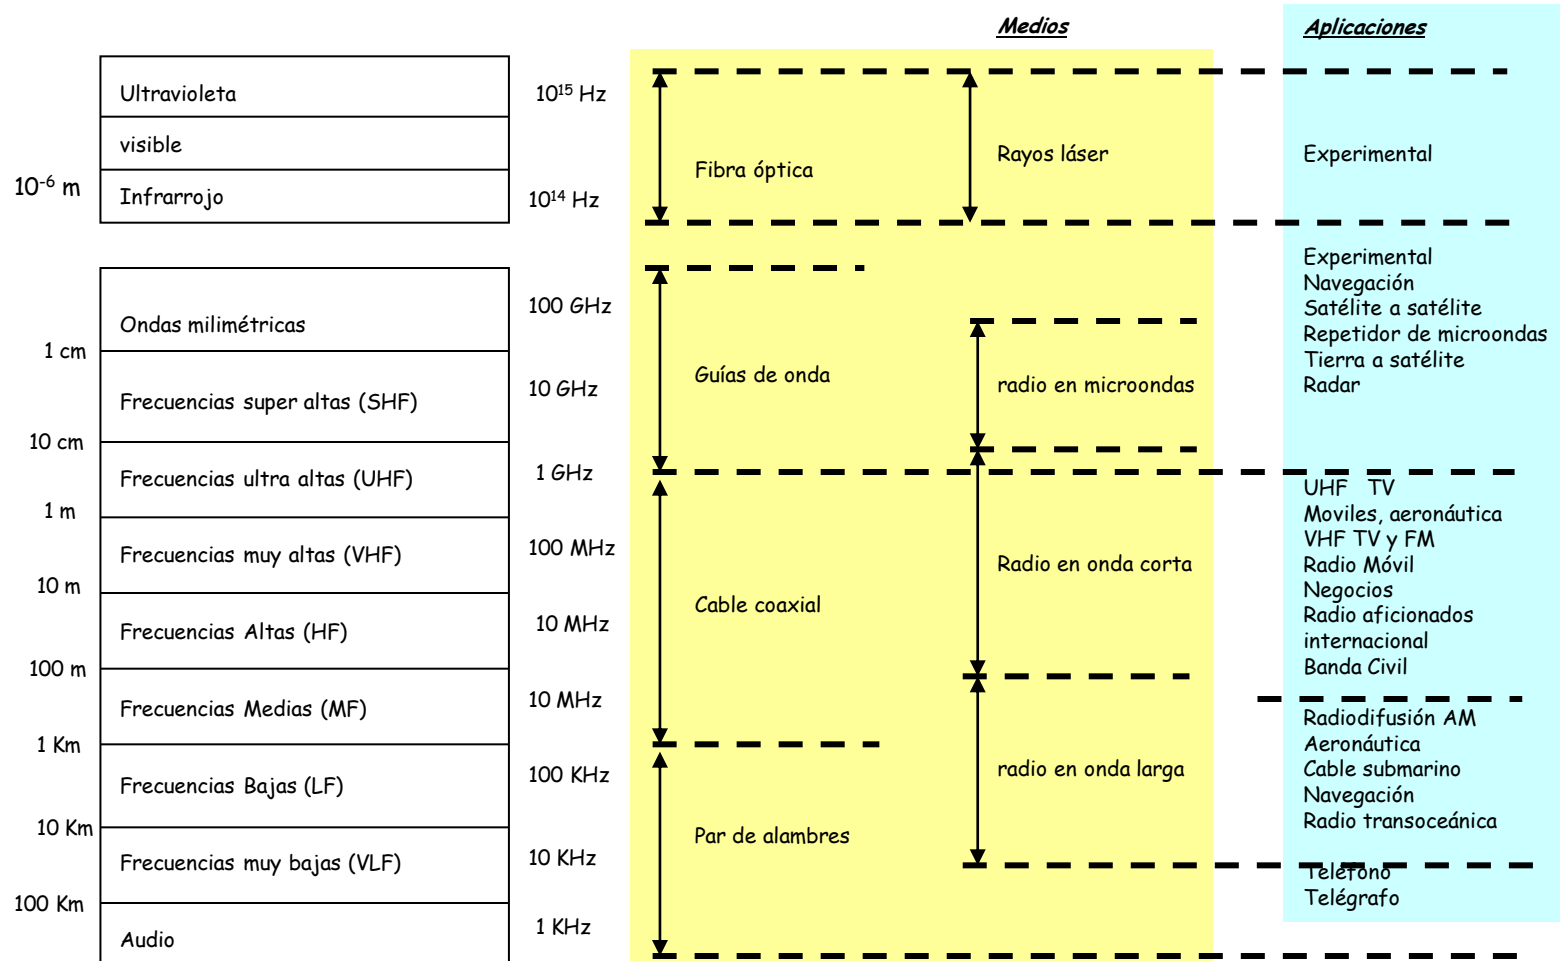 Medios
Aplicaciones
Ultravioleta
visible
Infrarrojo
10⁻⁶ m
10¹⁵ Hz
10¹⁴ Hz
Fibra óptica
Rayos láser
Experimental
Ondas milimétricas
Frecuencias super altas (SHF)
Frecuencias ultra altas (UHF)
Frecuencias muy altas (VHF)
Frecuencias Altas (HF)
Frecuencias Medias (MF)
Frecuencias Bajas (LF)
Frecuencias muy bajas (VLF)
Audio
1 cm
10 cm
1 m
10 m
100 m
1 Km
10 Km
100 Km
100 GHz
10 GHz
1 GHz
100 MHz
10 MHz
10 MHz
100 KHz
10 KHz
1 KHz
Guías de onda
Cable coaxial
Par de alambres
radio en microondas
Radio en onda corta
radio en onda larga
Experimental
Navegación
Satélite a satélite
Repetidor de microondas
Tierra a satélite
Radar
UHF TV
Moviles, aeronáutica
VHF TV y FM
Radio Móvil
Negocios
Radio aficionados
internacional
Banda Civil
Radiodifusión AM
Aeronáutica
Cable submarino
Navegación
Radio transoceánica
Teléfono
Telégrafo